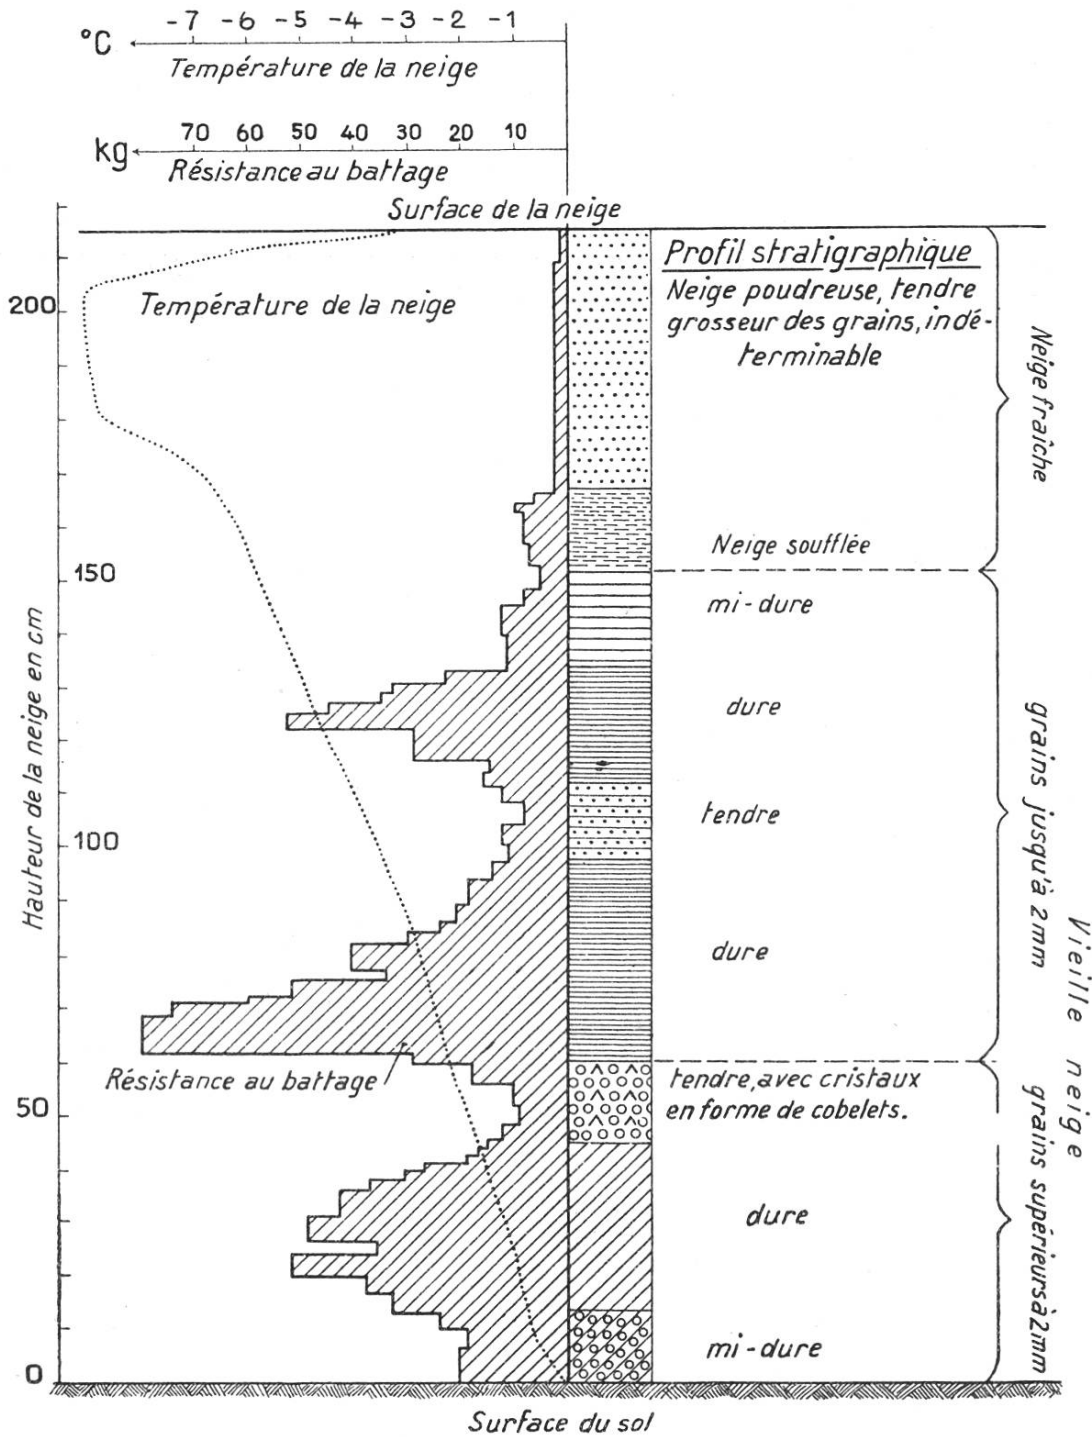 -7 -6 -5 -4 -3 -2 -1
°C
Température de la neige
70 60 50 40 30 20 10
kg
Résistance au battage
Surface de la neige
Profil stratigraphique
Neige poudreuse, tendre
grosseur des grains, indé-
terminable
Température de la neige
200
Neige fraîche
Neige soufflée
150
mi-dure
dure
Hauteur de la neige en cm
grains jusqu'à 2mm
tendre
100
dure
Vieille neige
Résistance au battage
tendre, avec cristaux
en forme de cobelets.
50
dure
grains supérieurs à 2mm
mi-dure
0
Surface du sol